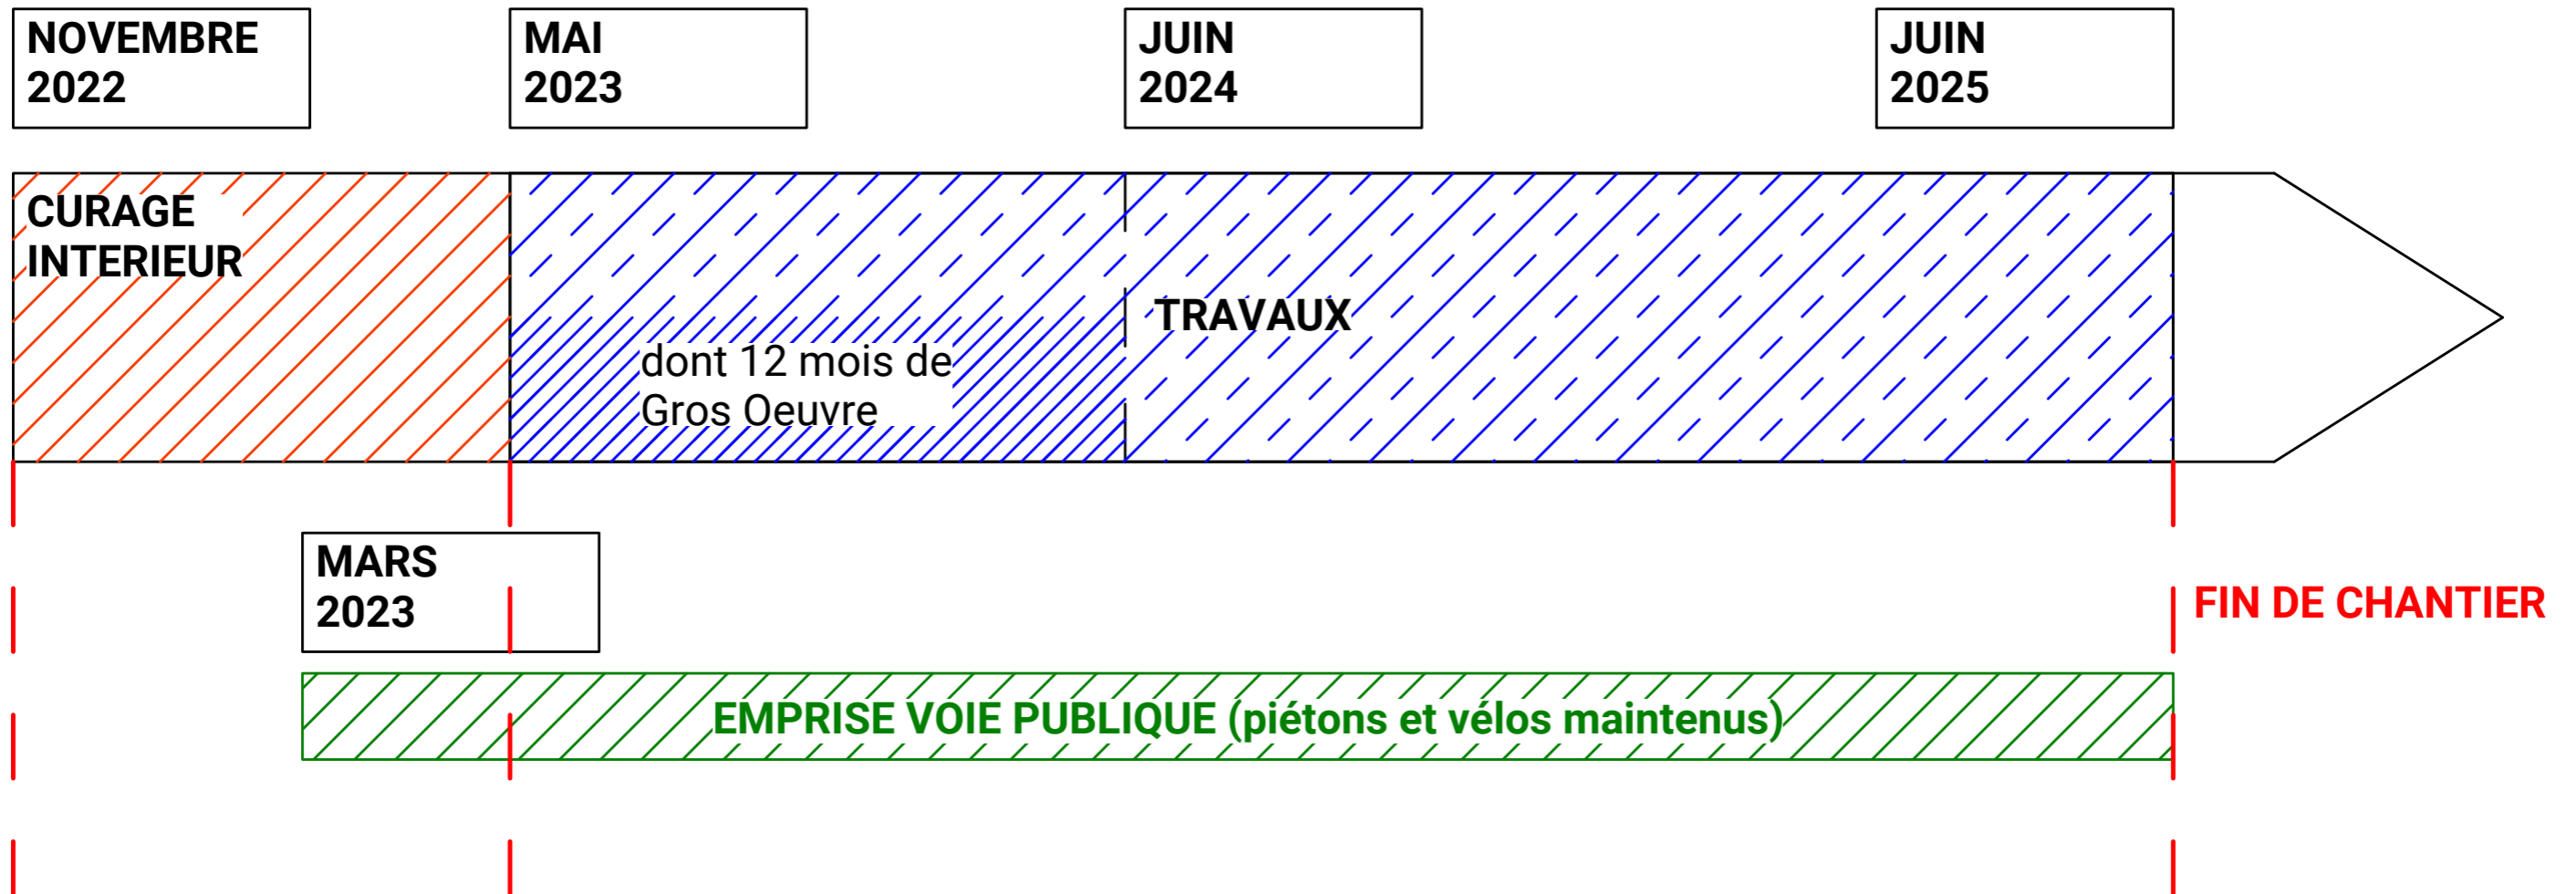 NOVEMBRE
2022
MAI
2023
JUIN
2024
JUIN
2025
CURAGE
INTERIEUR
dont 12 mois de
Gros Oeuvre
TRAVAUX
MARS
2023
FIN DE CHANTIER
EMPRISE VOIE PUBLIQUE (piétons et vélos maintenus)